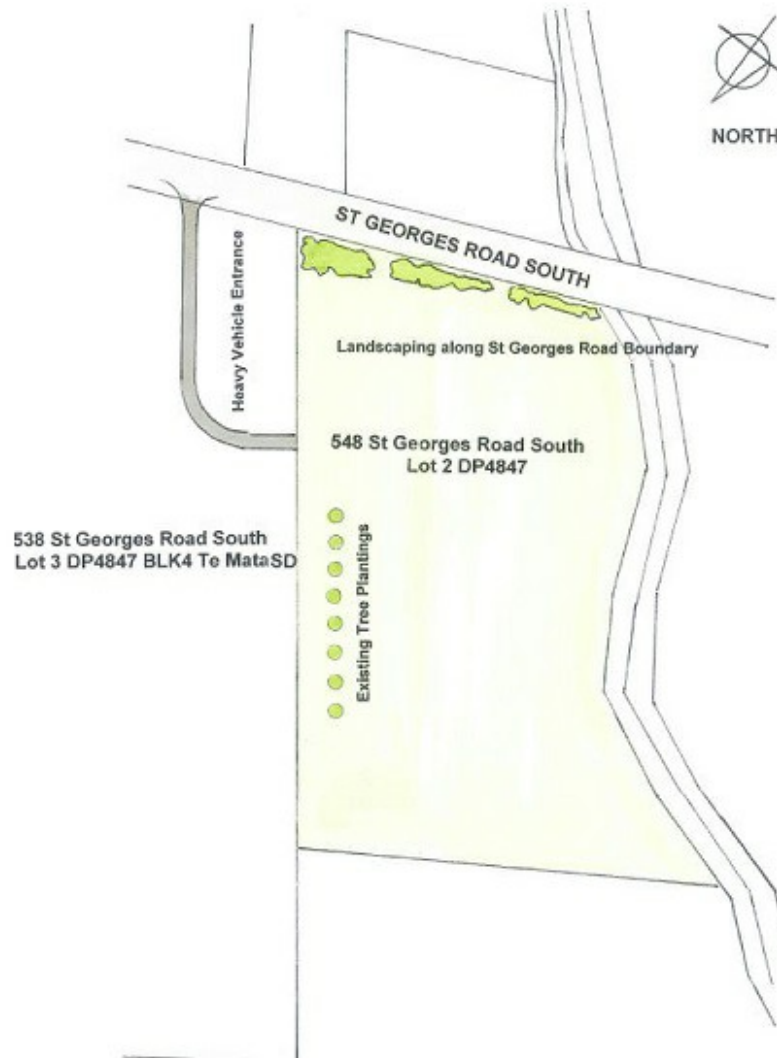 NORTH
ST GEORGES ROAD SOUTH
Heavy Vehicle Entrance
Landscaping along St Georges Road Boundary
548 St Georges Road South
Lot 2 DP4847
538 St Georges Road South
Lot 3 DP4847 BLK4 Te MataSD
Existing Tree Plantings